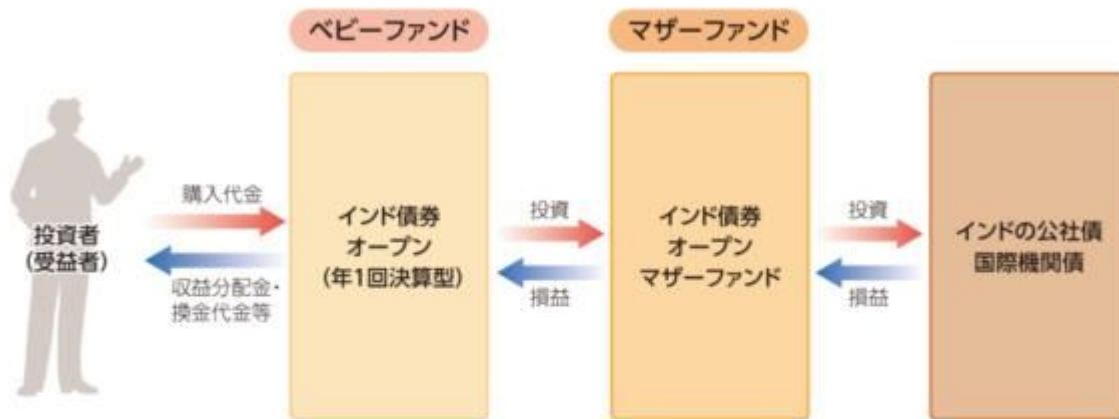 ベビーファンド
マザーファンド
購入代金
投資者
(受益者)
収益分配金・
換金代金等
インド債券
オープン
(年1回決算型)
投資
損益
インド債券
オープン
マザーファンド
投資
損益
インドの公社債
国際機関債